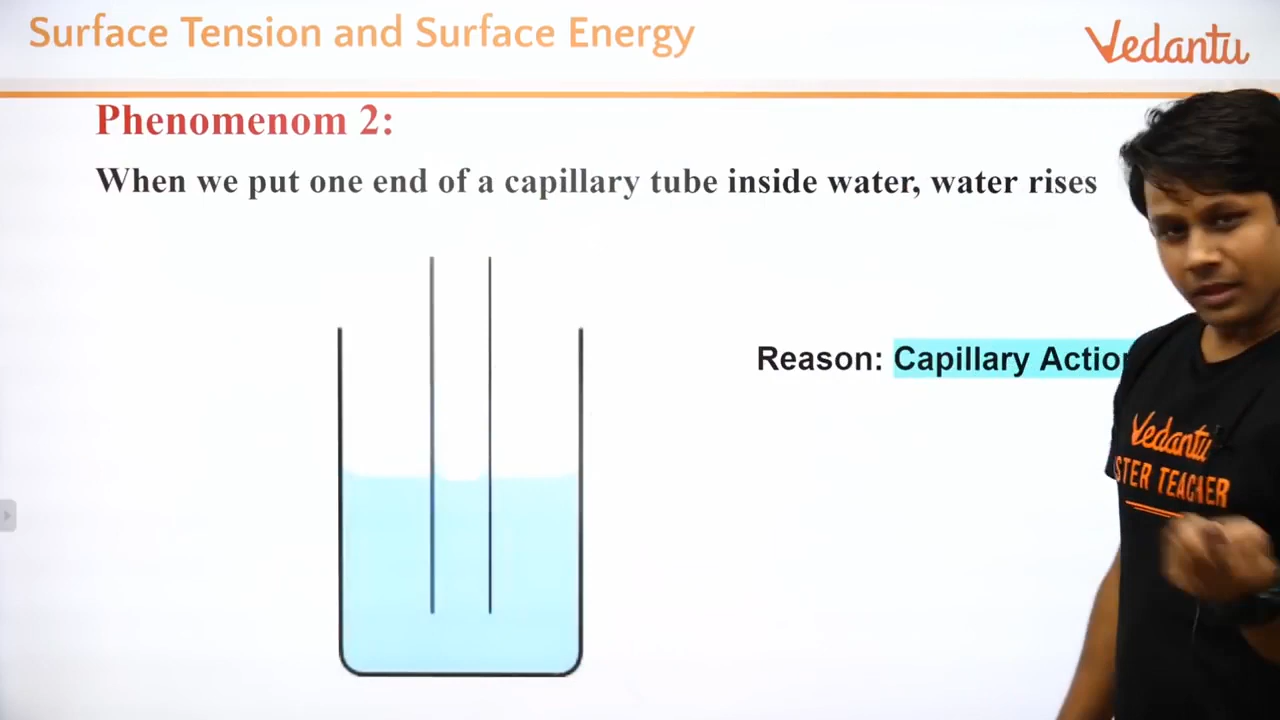 Surface Tension and Surface Energy
Vedantu
Phenomenom 2:
When we put one end of a capillary tube inside water, water rises
Reason: Capillary Action
Vedantu
STER TEACHER